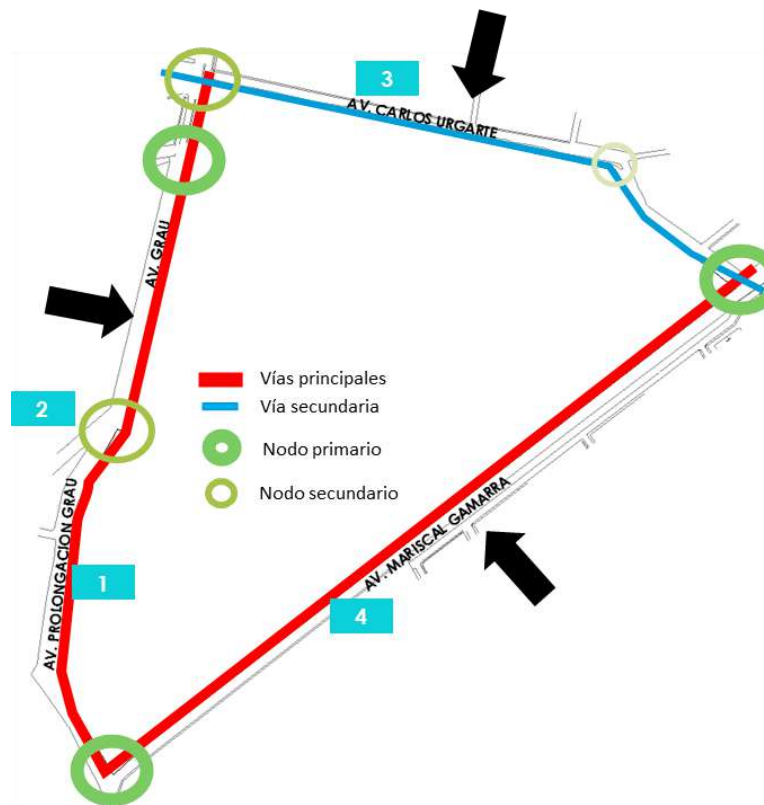 3
AV. CARLOS URGARTE
AV. GRAU
Vías principales
2
Vía secundaria
Nodo primario
Nodo secundario
AV. MARISCAL GAMARRA
AV. PROLONGACION GRAU
1
4